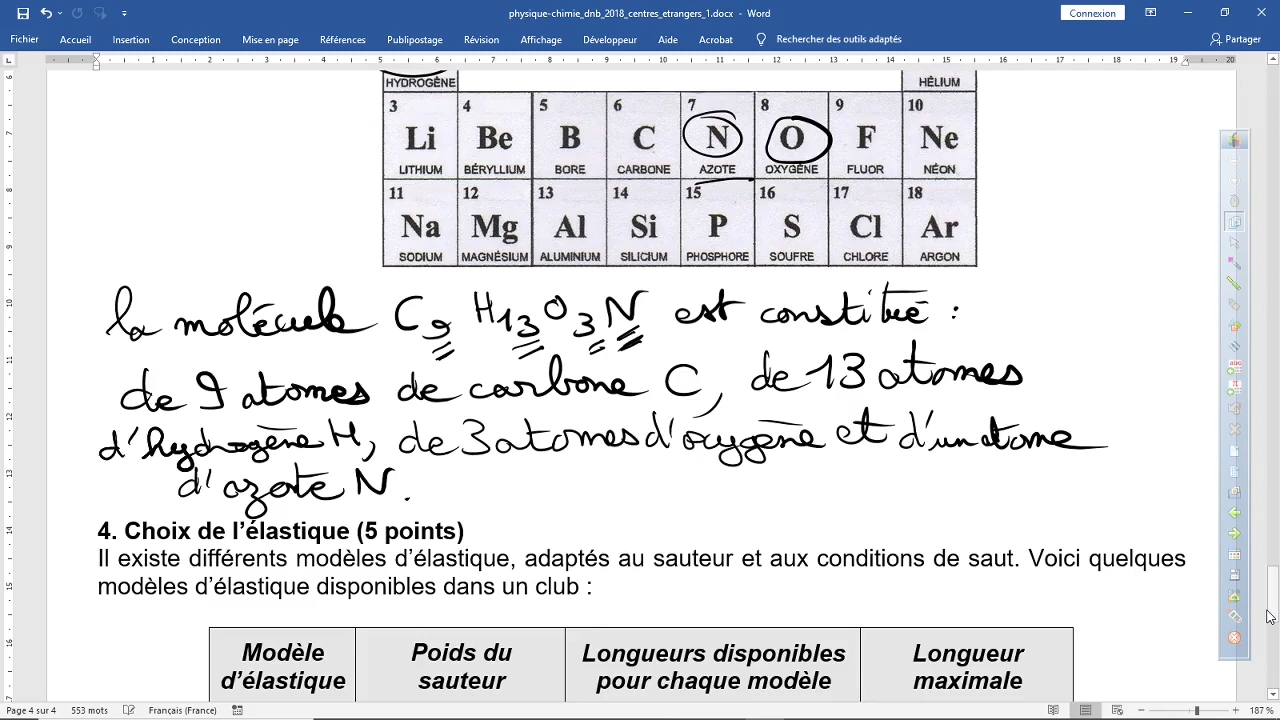 physique-chimie_dnb_2018_centres_etrangers_1.docx - Word
Connexion
Fichier Accueil Insertion Conception Mise en page Références Publipostage Révision Affichage Développeur Aide Acrobat Rechercher des outils adaptés Partager
HYDROGÈNE HÉLIUM
3 4 5 6 7 8 9 10
Li Be B C N O F Ne
LITHIUM BÉRYLLIUM BORE CARBONE AZOTE OXYGÈNE FLUOR NÉON
11 12 13 14 15 16 17 18
Na Mg Al Si P S Cl Ar
SODIUM MAGNÉSIUM ALUMINIUM SILICIUM PHOSPHORE SOUFRE CHLORE ARGON
la molécule C9 H13 O3 N est constituée :
de 9 atomes de carbone C, de 13 atomes
d'hydrogène H, de 3 atomes d'oxygène et d'un atome
d'azote N.
4. Choix de l'élastique (5 points)
Il existe différents modèles d'élastique, adaptés au sauteur et aux conditions de saut. Voici quelques
modèles d'élastique disponibles dans un club :
Modèle d'élastique
Poids du sauteur
Longueurs disponibles pour chaque modèle
Longueur maximale
Page 4 sur 4 553 mots Français (France) 187 %